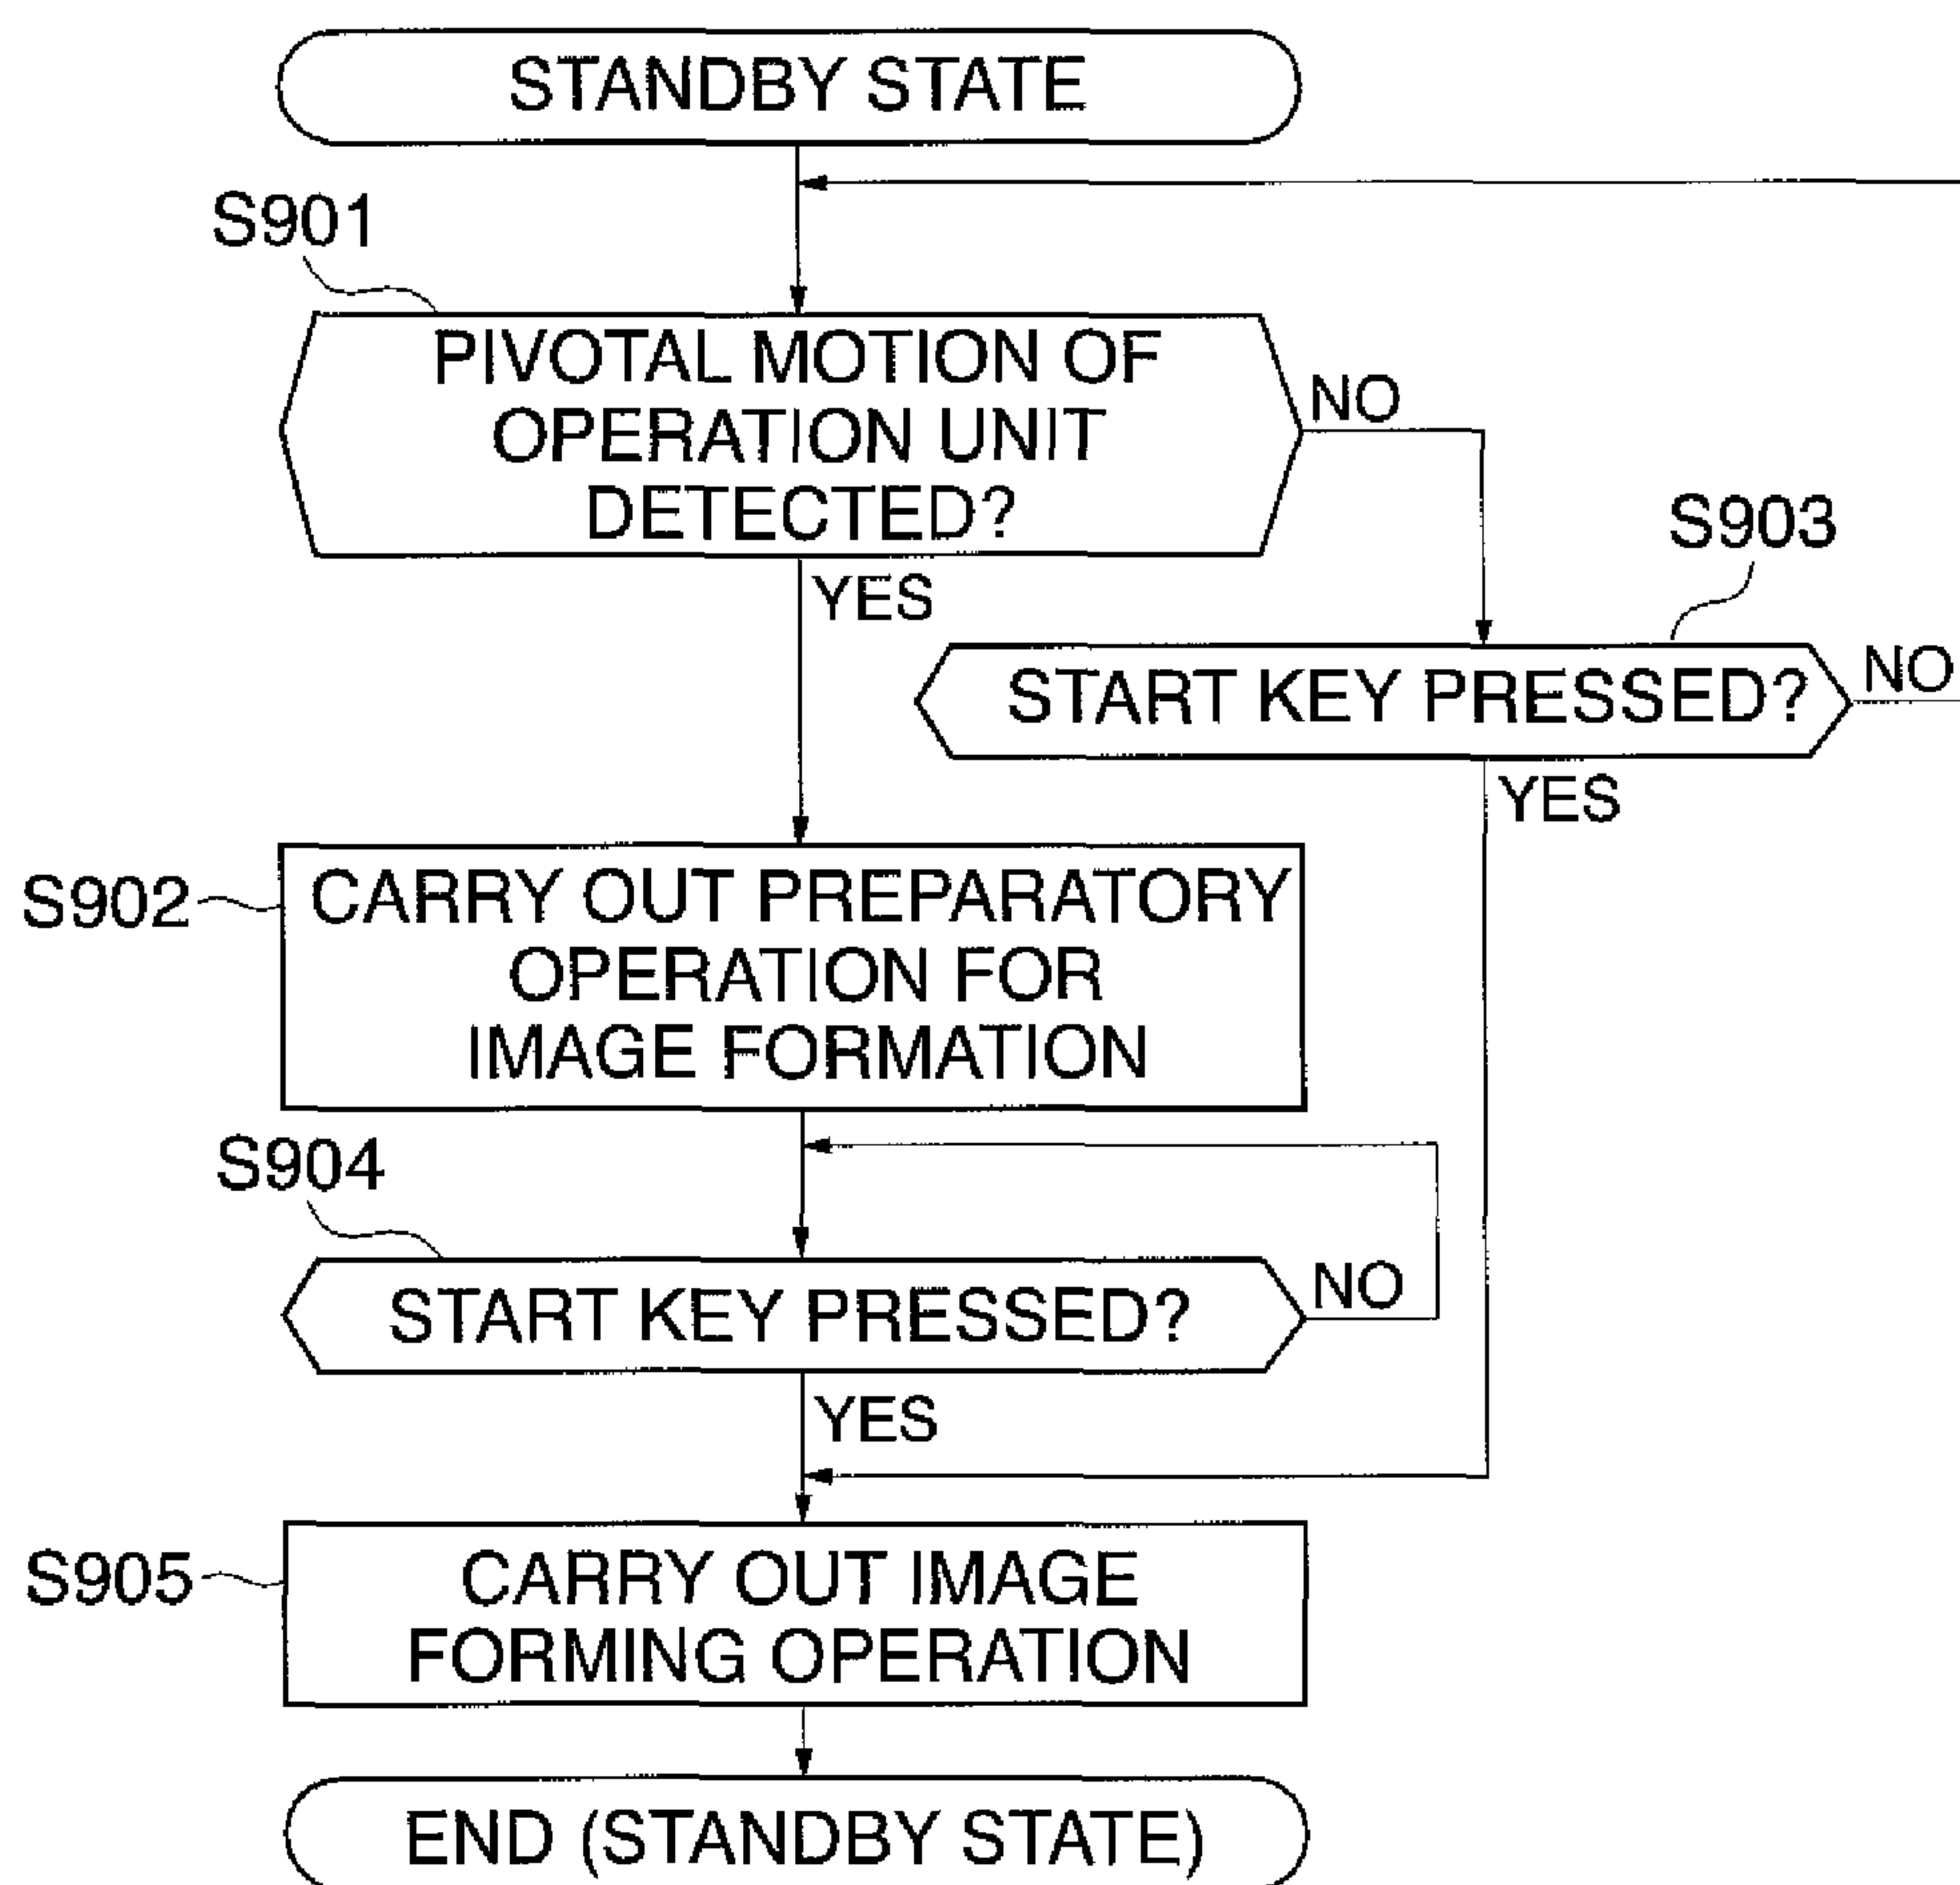 STANDBY STATE
S901
PIVOTAL MOTION OF
OPERATION UNIT
DETECTED?
NO
YES
S903
START KEY PRESSED?
NO
YES
S902
CARRY OUT PREPARATORY
OPERATION FOR
IMAGE FORMATION
S904
START KEY PRESSED?
NO
YES
S905
CARRY OUT IMAGE
FORMING OPERATION
END (STANDBY STATE)